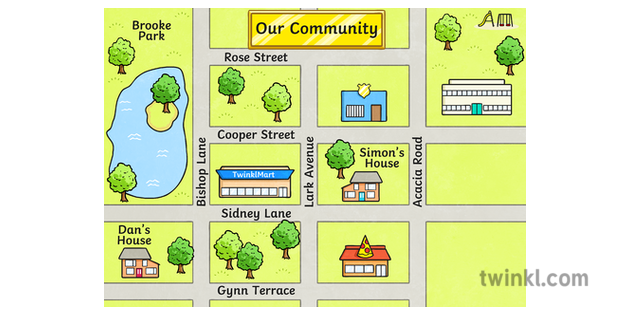 Our Community
Brooke
Park
Rose Street
Cooper Street
Bishop Lane
Lark Avenue
Acacia Road
TwinklMart
Simon's
House
Sidney Lane
Dan's
House
Gynn Terrace
twinkl.com